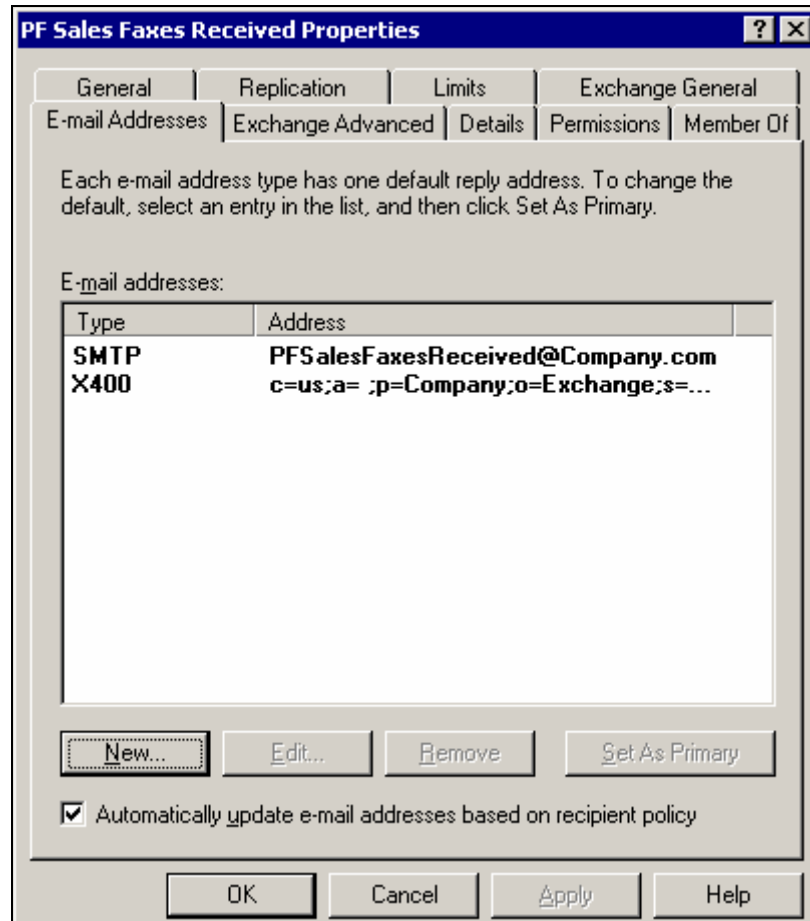 PF Sales Faxes Received Properties
General Replication Limits Exchange General
E-mail Addresses Exchange Advanced Details Permissions Member Of
Each e-mail address type has one default reply address. To change the
default, select an entry in the list, and then click Set As Primary.
E-mail addresses:
Type Address
SMTP PFSalesFaxesReceived@Company.com
X400 c=us;a= ;p=Company;o=Exchange;s=...
New... Edit... Remove Set As Primary
Automatically update e-mail addresses based on recipient policy
OK Cancel Apply Help